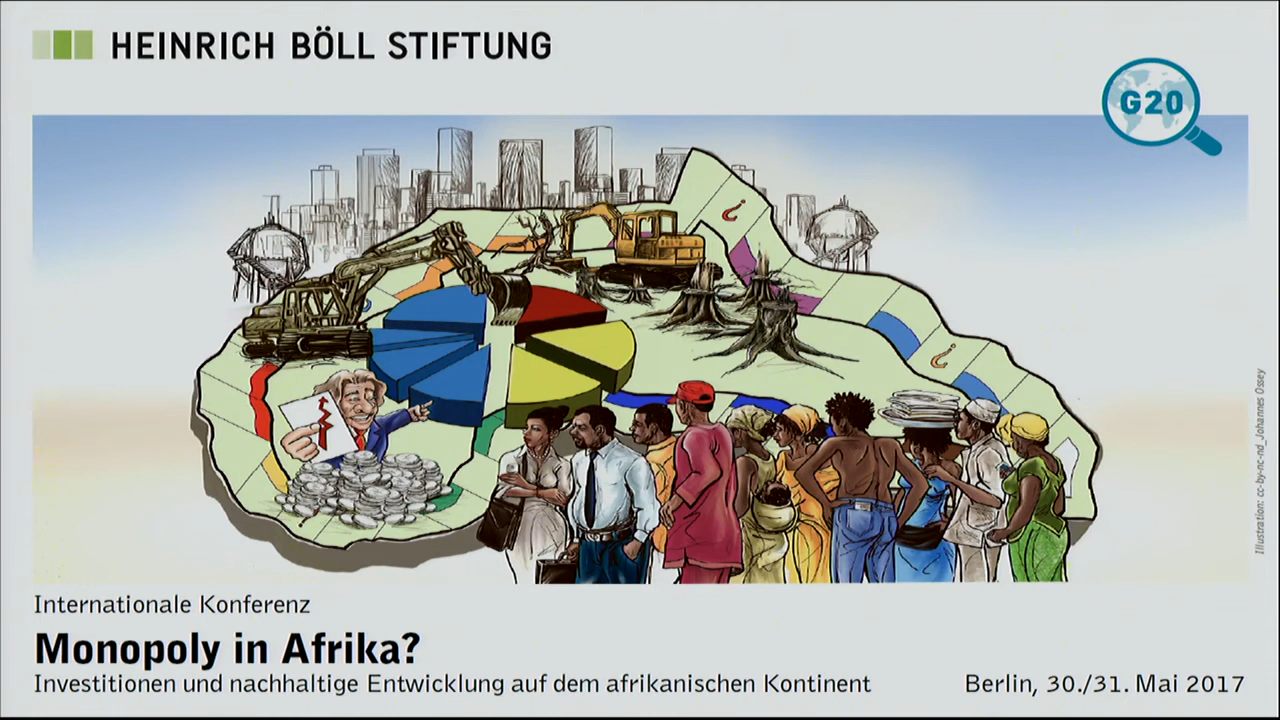 HEINRICH BÖLL STIFTUNG
G20
¿
¿
Illustration: cc-by-nc-nd_Johannes Ossey
Internationale Konferenz
Monopoly in Afrika?
Investitionen und nachhaltige Entwicklung auf dem afrikanischen Kontinent
Berlin, 30./31. Mai 2017